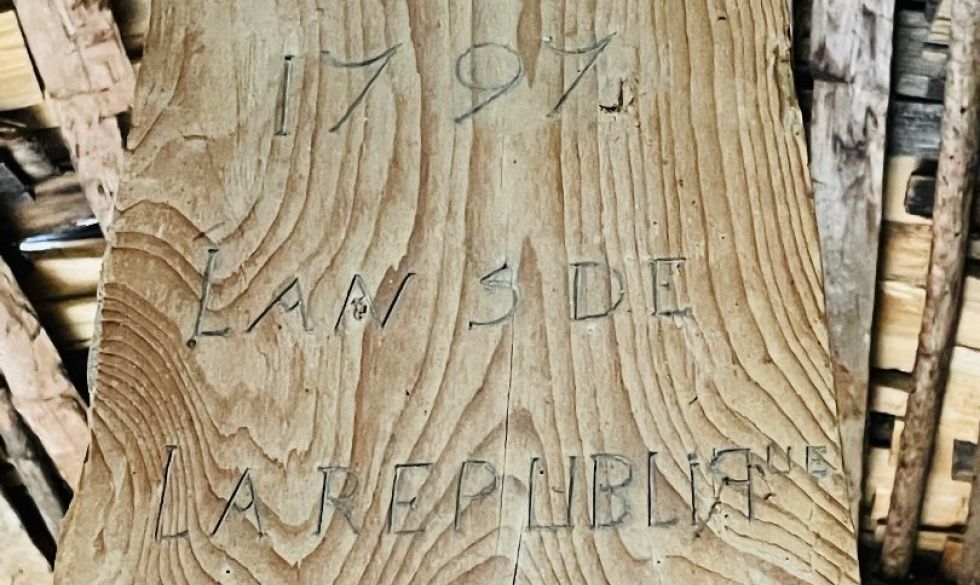 1797
LAN 5 DE
LA REPUBLIQUE